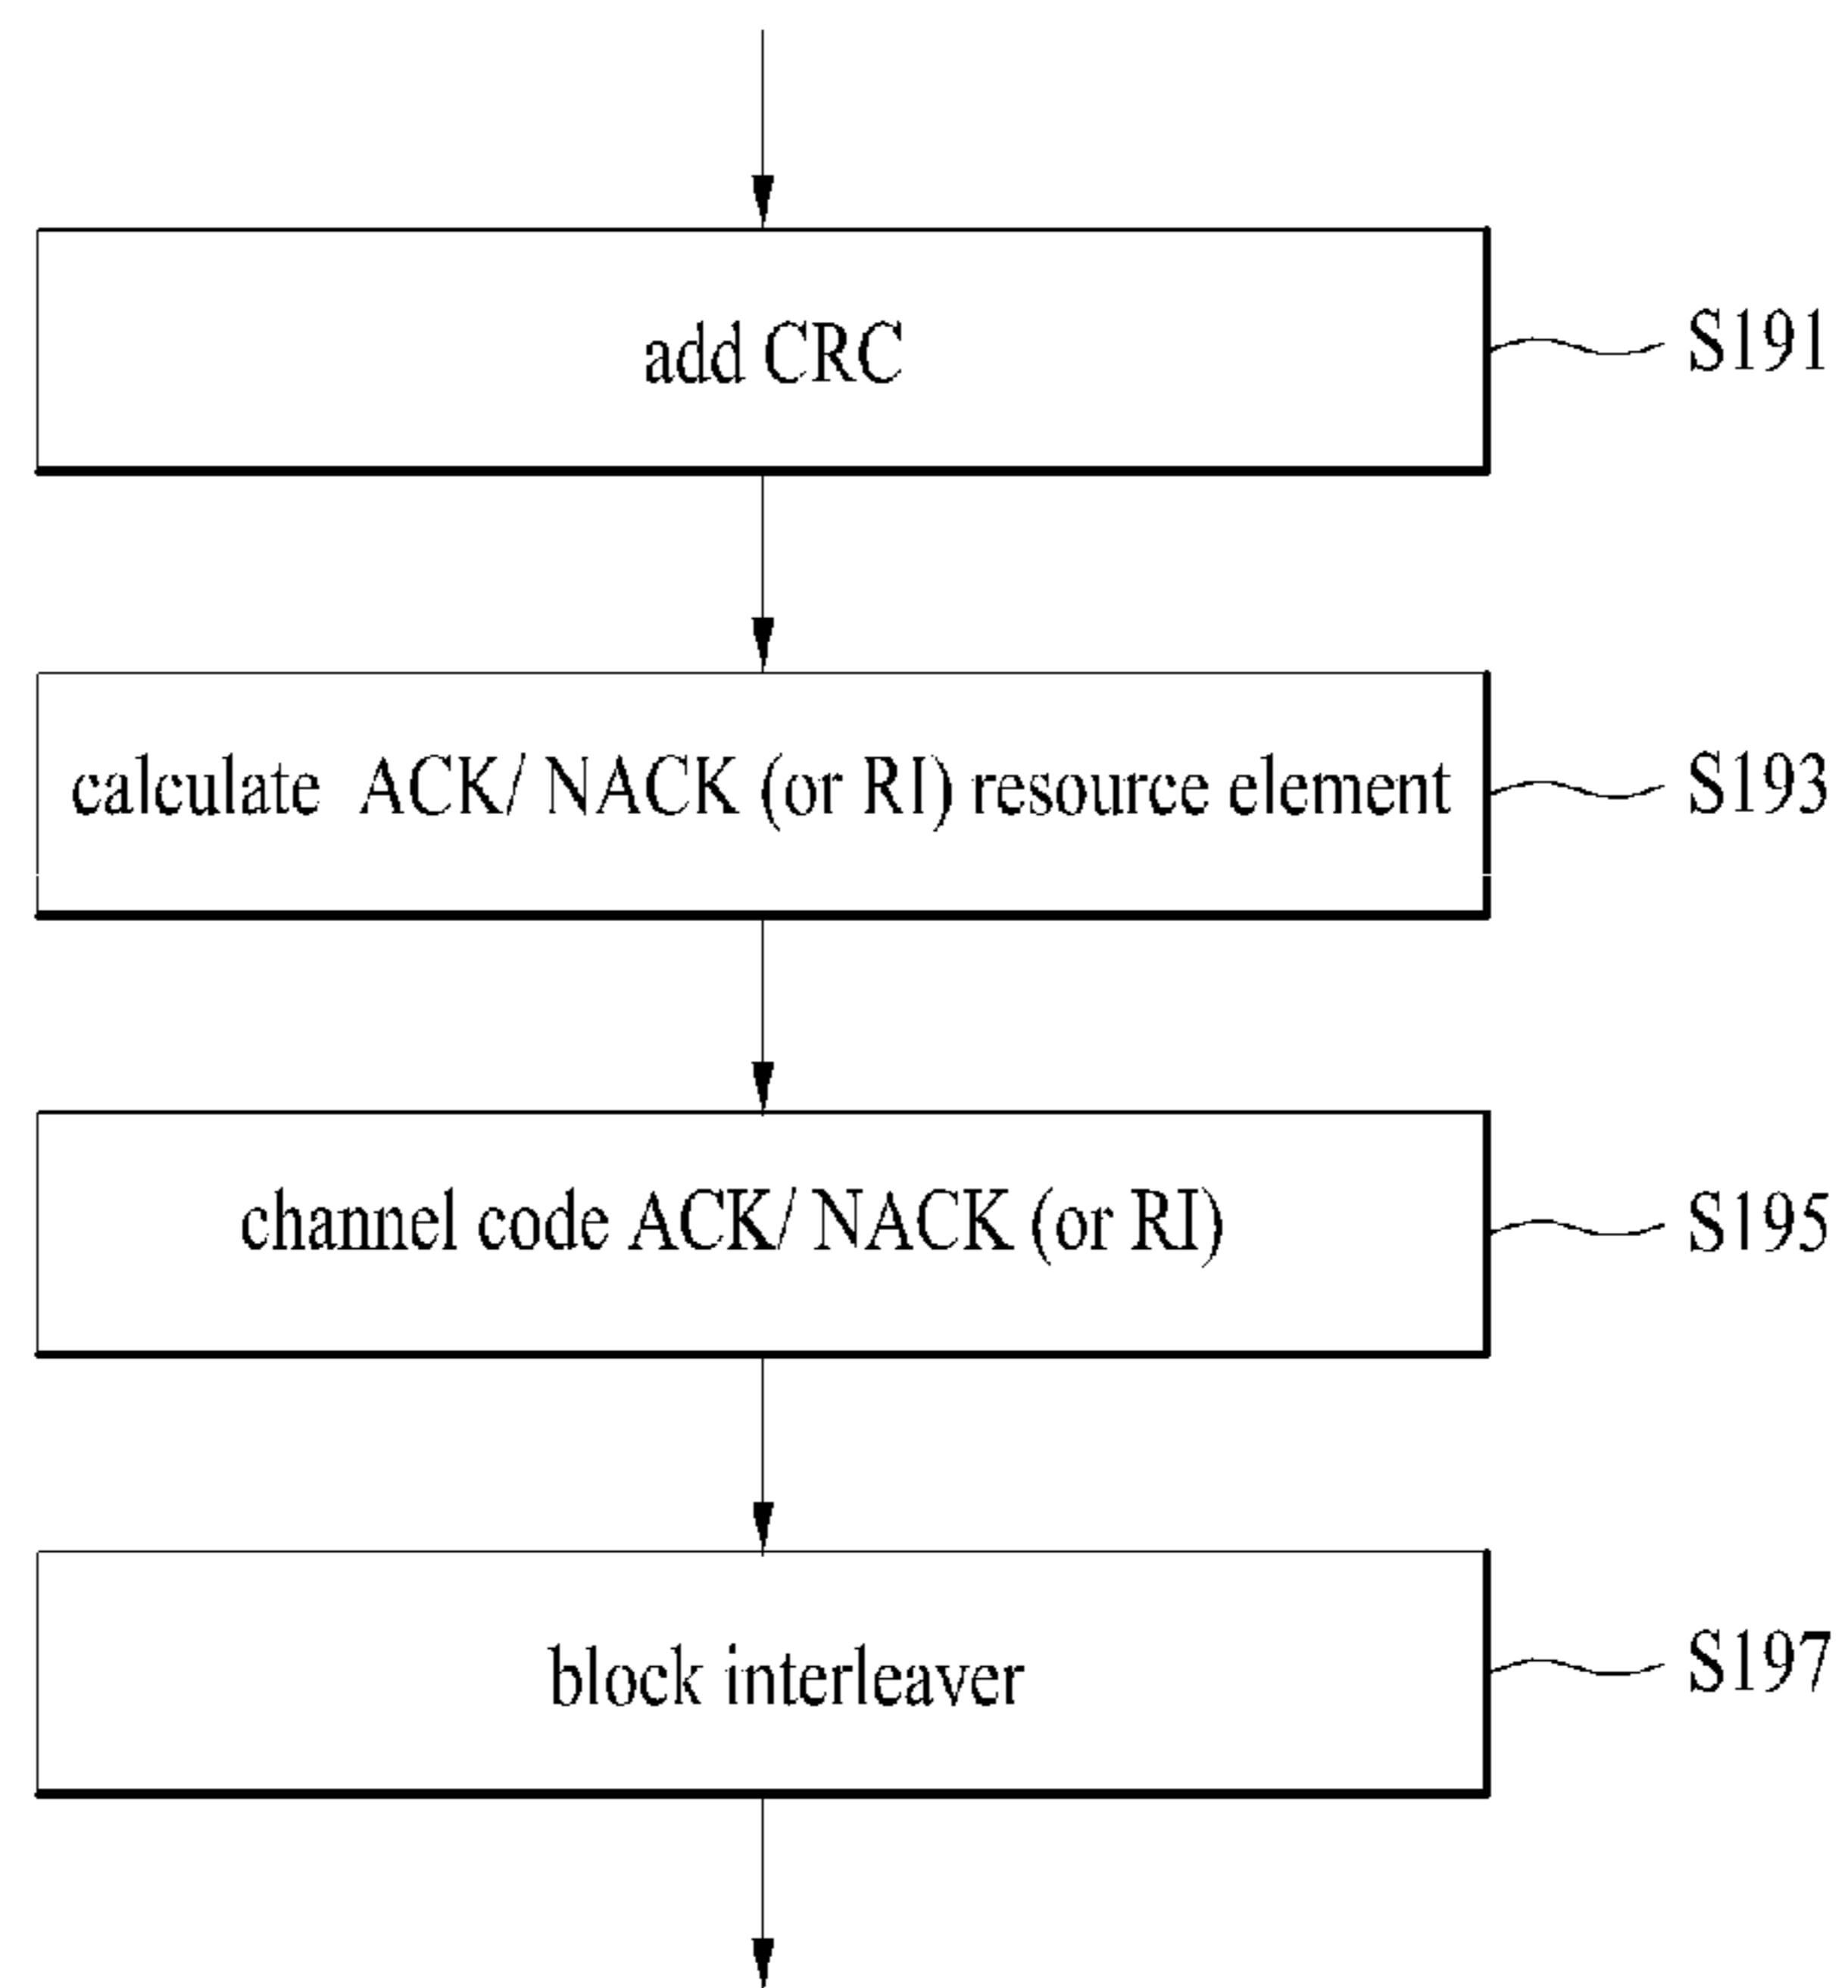 add CRC
S191
calculate ACK/ NACK (or RI) resource element
S193
channel code ACK/ NACK (or RI)
S195
block interleaver
S197